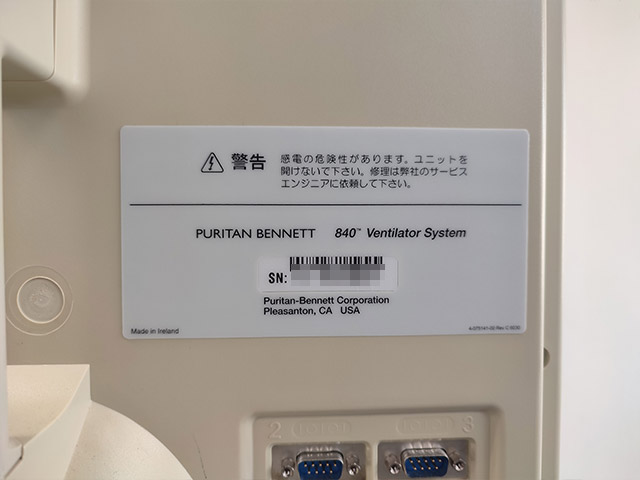 警告
感電の危険性があります。ユニットを
開けないで下さい。修理は弊社のサービス
エンジニアに依頼して下さい。
PURITAN BENNETT 840™ Ventilator System
SN:
Puritan-Bennett Corporation
Pleasanton, CA USA
Made in Ireland
2
3